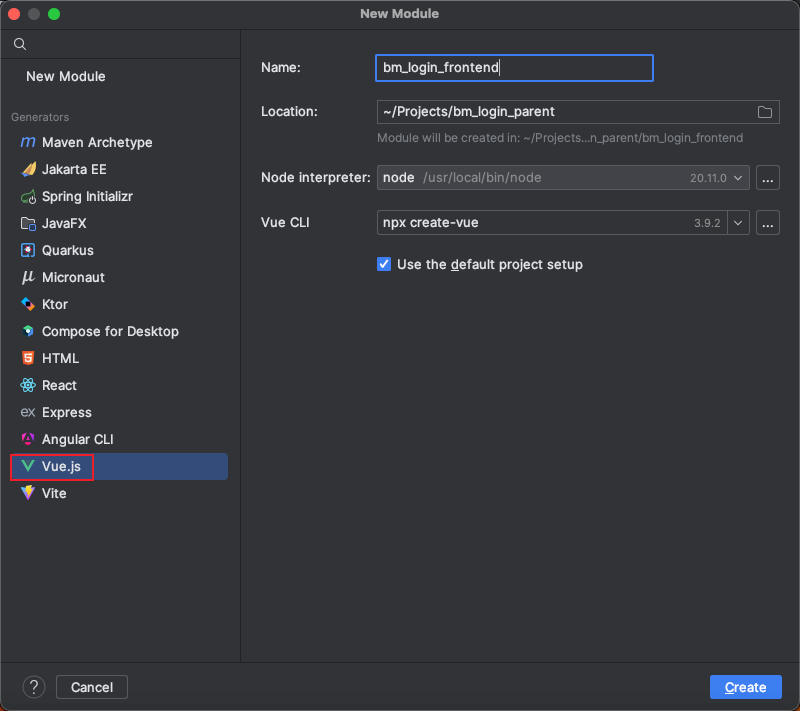 New Module
New Module
Generators
Maven Archetype
Jakarta EE
Spring Initializr
JavaFX
Quarkus
Micronaut
Ktor
Compose for Desktop
HTML
React
ex Express
Angular CLI
Vue.js
Vite
Name: bm_login_frontend
Location: ~/Projects/bm_login_parent
Module will be created in: ~/Projects...n_parent/bm_login_frontend
Node interpreter: node /usr/local/bin/node 20.11.0 ...
Vue CLI npx create-vue 3.9.2 ...
Use the default project setup
? Cancel Create